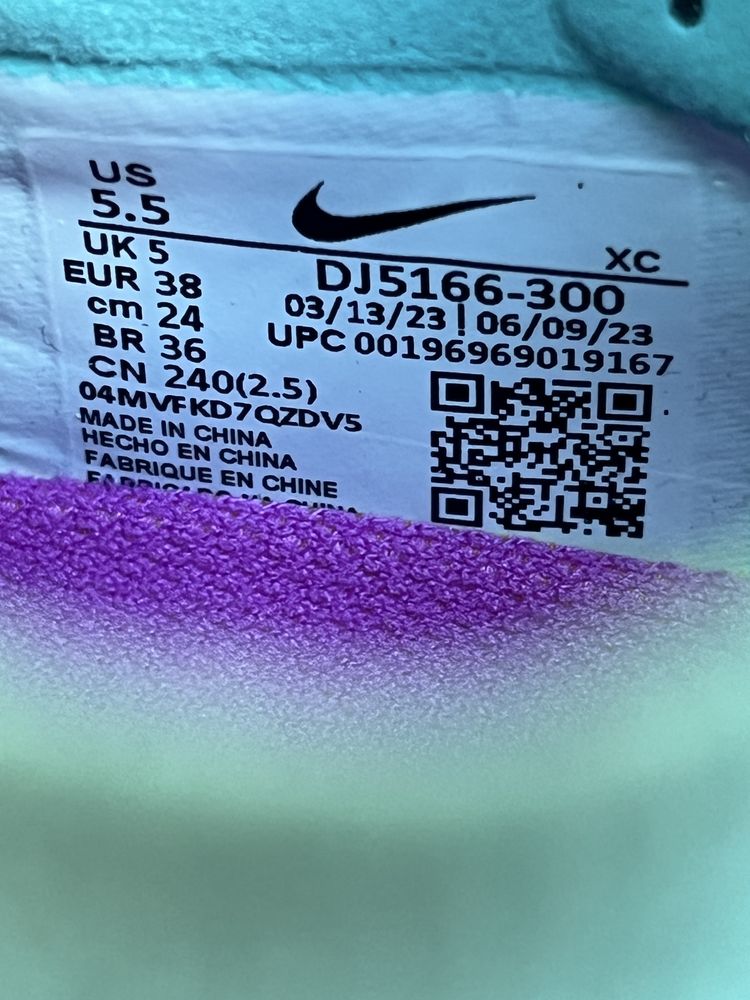 US
5.5
UK 5
XC
EUR 38
DJ5166-300
cm 24
03/13/23 | 06/09/23
BR 36
UPC 00196969019167
CN 240(2.5)
04MVFKD7QZDV5
MADE IN CHINA
HECHO EN CHINA
FABRIQUE EN CHINE